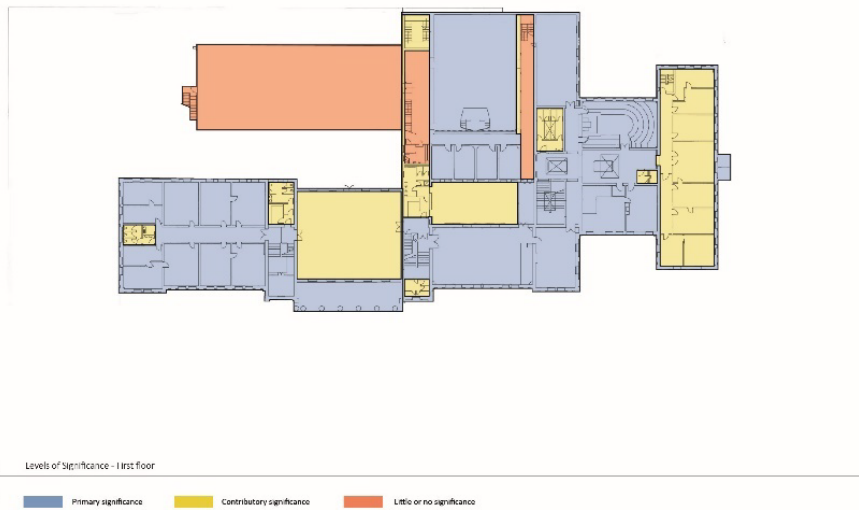 Levels of Significance - First floor
Primary significance
Contributory significance
Little or no significance